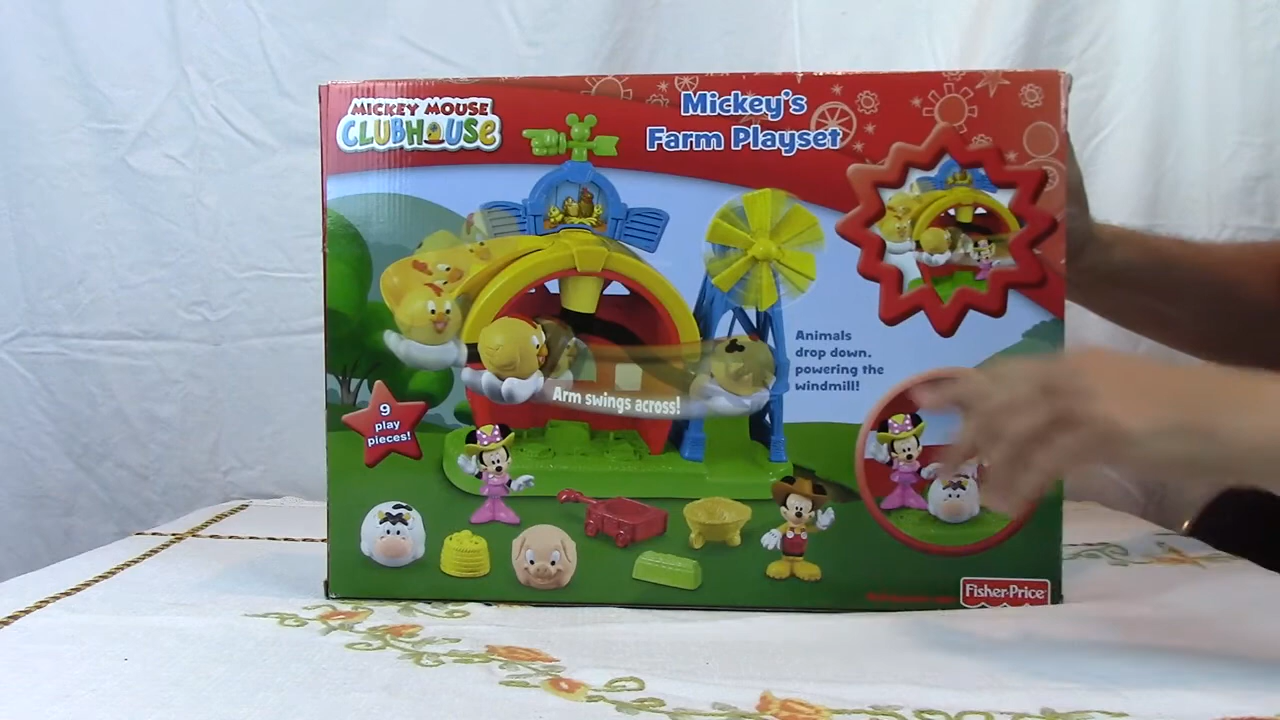 MICKEY MOUSE
CLUBHOUSE
Mickey's
Farm Playset
Animals
drop down,
powering the
windmill!
Arm swings across!
9
play
pieces!
Fisher-Price